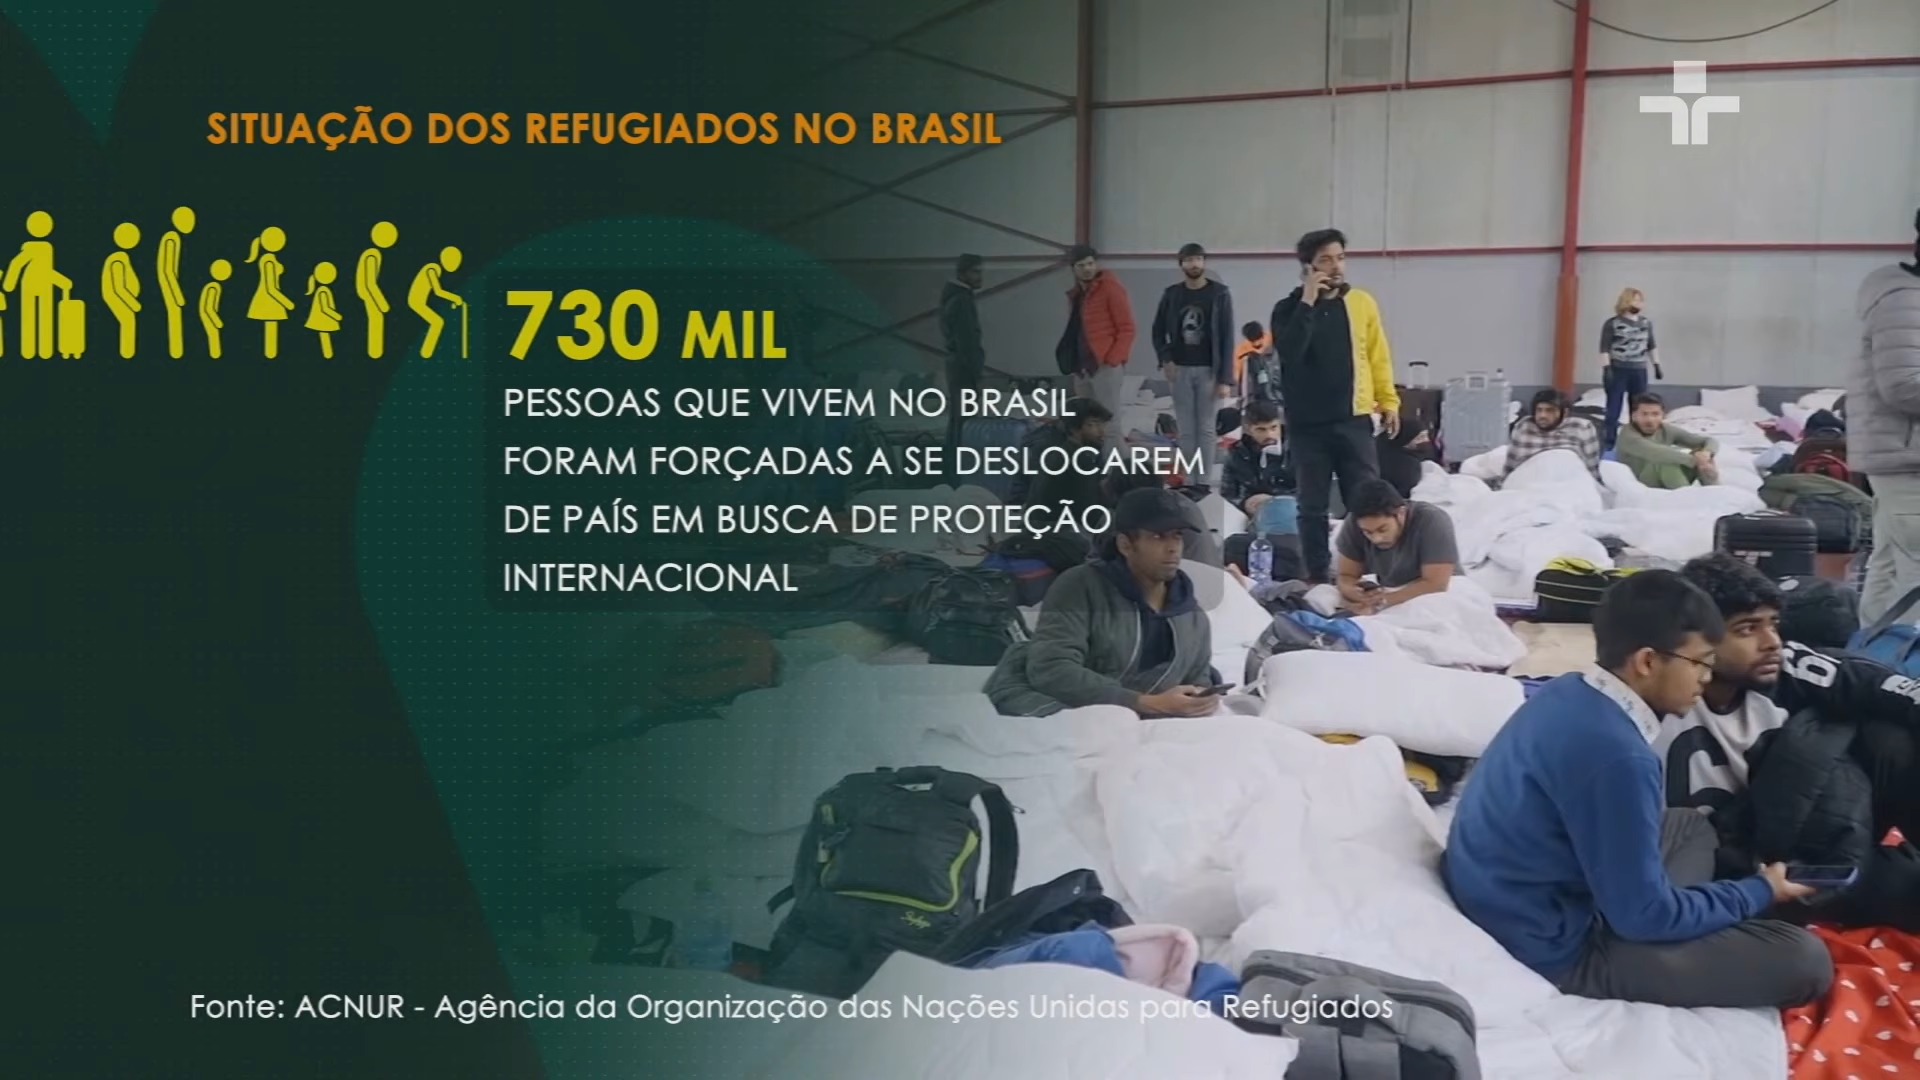 SITUAÇÃO DOS REFUGIADOS NO BRASIL
730 MIL
PESSOAS QUE VIVEM NO BRASIL
FORAM FORÇADAS A SE DESLOCAREM
DE PAÍS EM BUSCA DE PROTEÇÃO
INTERNACIONAL
61
Fonte: ACNUR - Agência da Organização das Nações Unidas para Refugiados